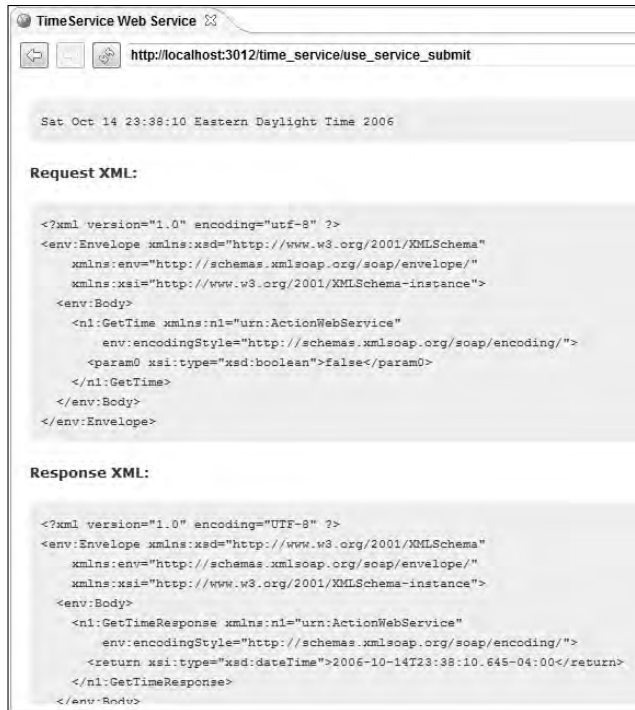 TimeService Web Service
http://localhost:3012/time_service/use_service_submit
Sat Oct 14 23:38:10 Eastern Daylight Time 2006
Request XML:
<?xml version="1.0" encoding="utf-8" ?>
<env:Envelope xmlns:xsd="http://www.w3.org/2001/XMLSchema"
    xmlns:env="http://schemas.xmlsoap.org/soap/envelope/"
    xmlns:xsi="http://www.w3.org/2001/XMLSchema-instance">
  <env:Body>
    <n1:GetTime xmlns:n1="urn:ActionWebService"
        env:encodingStyle="http://schemas.xmlsoap.org/soap/encoding/">
      <param0 xsi:type="xsd:boolean">false</param0>
    </n1:GetTime>
  </env:Body>
</env:Envelope>
Response XML:
<?xml version="1.0" encoding="UTF-8" ?>
<env:Envelope xmlns:xsd="http://www.w3.org/2001/XMLSchema"
    xmlns:env="http://schemas.xmlsoap.org/soap/envelope/"
    xmlns:xsi="http://www.w3.org/2001/XMLSchema-instance">
  <env:Body>
    <n1:GetTimeResponse xmlns:n1="urn:ActionWebService"
        env:encodingStyle="http://schemas.xmlsoap.org/soap/encoding/">
      <return xsi:type="xsd:dateTime">2006-10-14T23:38:10.645-04:00</return>
    </n1:GetTimeResponse>
  </env:Body>